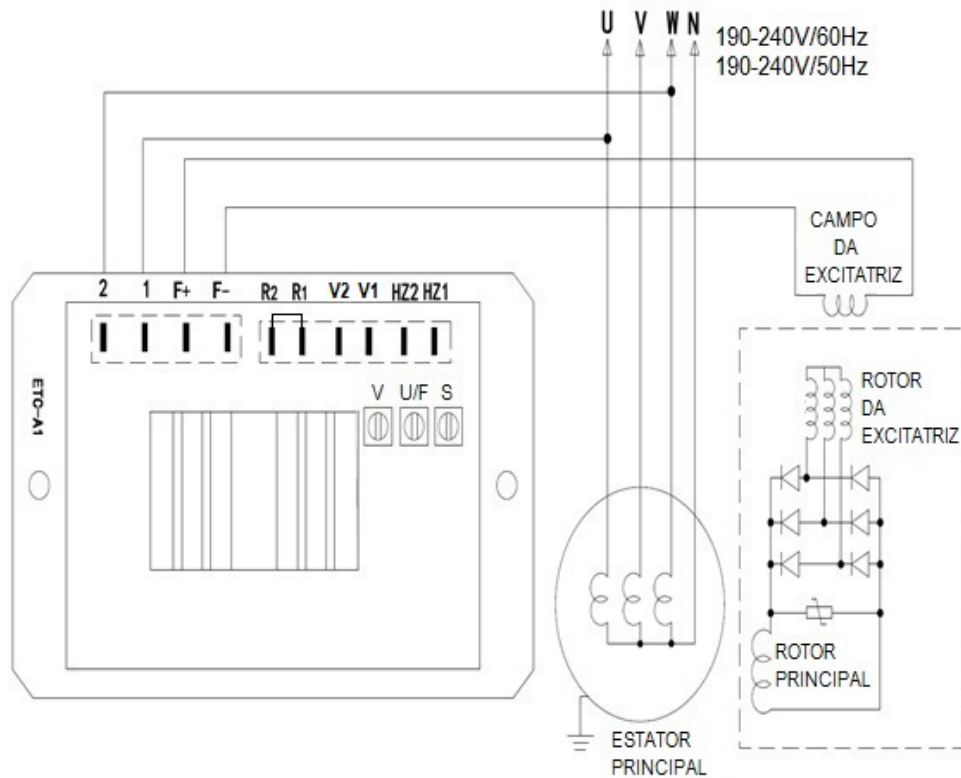 U V W N
190-240V/60Hz
190-240V/50Hz
CAMPO
DA
EXCITATRIZ
2 1 F+ F- R2 R1 V2 V1 HZ2 HZ1
V U/F S
ETC-A1
ROTOR
DA
EXCITATRIZ
ROTOR
PRINCIPAL
ESTATOR
PRINCIPAL